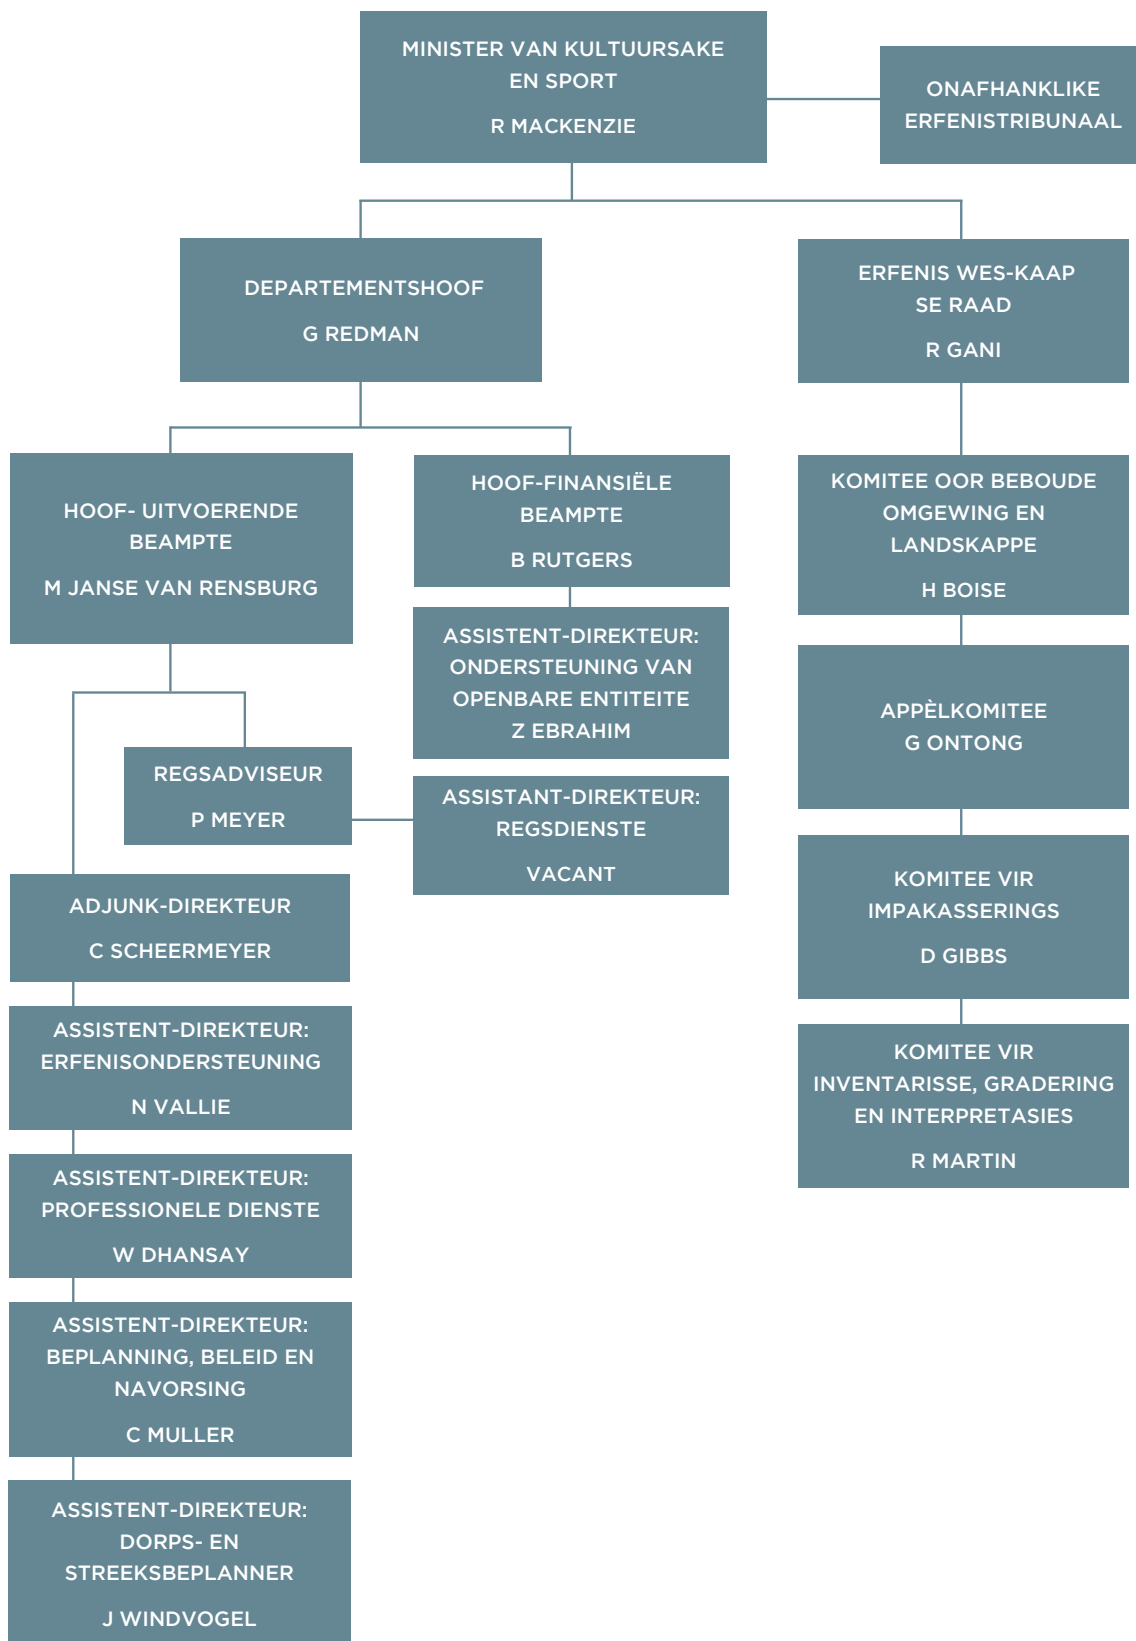 MINISTER VAN KULTUURSAKE
EN SPORT
R MACKENZIE
ONAFHANKLIKE
ERFENISTRIBUNAAL
DEPARTEMENTSHOOF
G REDMAN
ERFENIS WES-KAAP
SE RAAD
R GANI
HOOF- UITVOERENDE
BEAMPTE
M JANSE VAN RENSBURG
HOOF-FINANSIËLE
BEAMPTE
B RUTGERS
KOMITEE OOR BEBOUDE
OMGEWING EN
LANDSKAPPE
H BOISE
ASSISTENT-DIREKTEUR:
ONDERSTEUNING VAN
OPENBARE ENTITEITE
Z EBRAHIM
APPÈLKOMITEE
G ONTONG
REGSADVISEUR
P MEYER
ASSISTANT-DIREKTEUR:
REGSDIENSTE
VACANT
ADJUNK-DIREKTEUR
C SCHEERMEYER
KOMITEE VIR
IMPAKASSERINGS
D GIBBS
ASSISTENT-DIREKTEUR:
ERFENISONDERSTEUNING
N VALLIE
KOMITEE VIR
INVENTARISSE, GRADERING
EN INTERPRETASIES
R MARTIN
ASSISTENT-DIREKTEUR:
PROFESSIONELE DIENSTE
W DHANSAY
ASSISTENT-DIREKTEUR:
BEPLANNING, BELEID EN
NAVORSING
C MULLER
ASSISTENT-DIREKTEUR:
DORPS- EN
STREEKSBEPLANNER
J WINDVOGEL